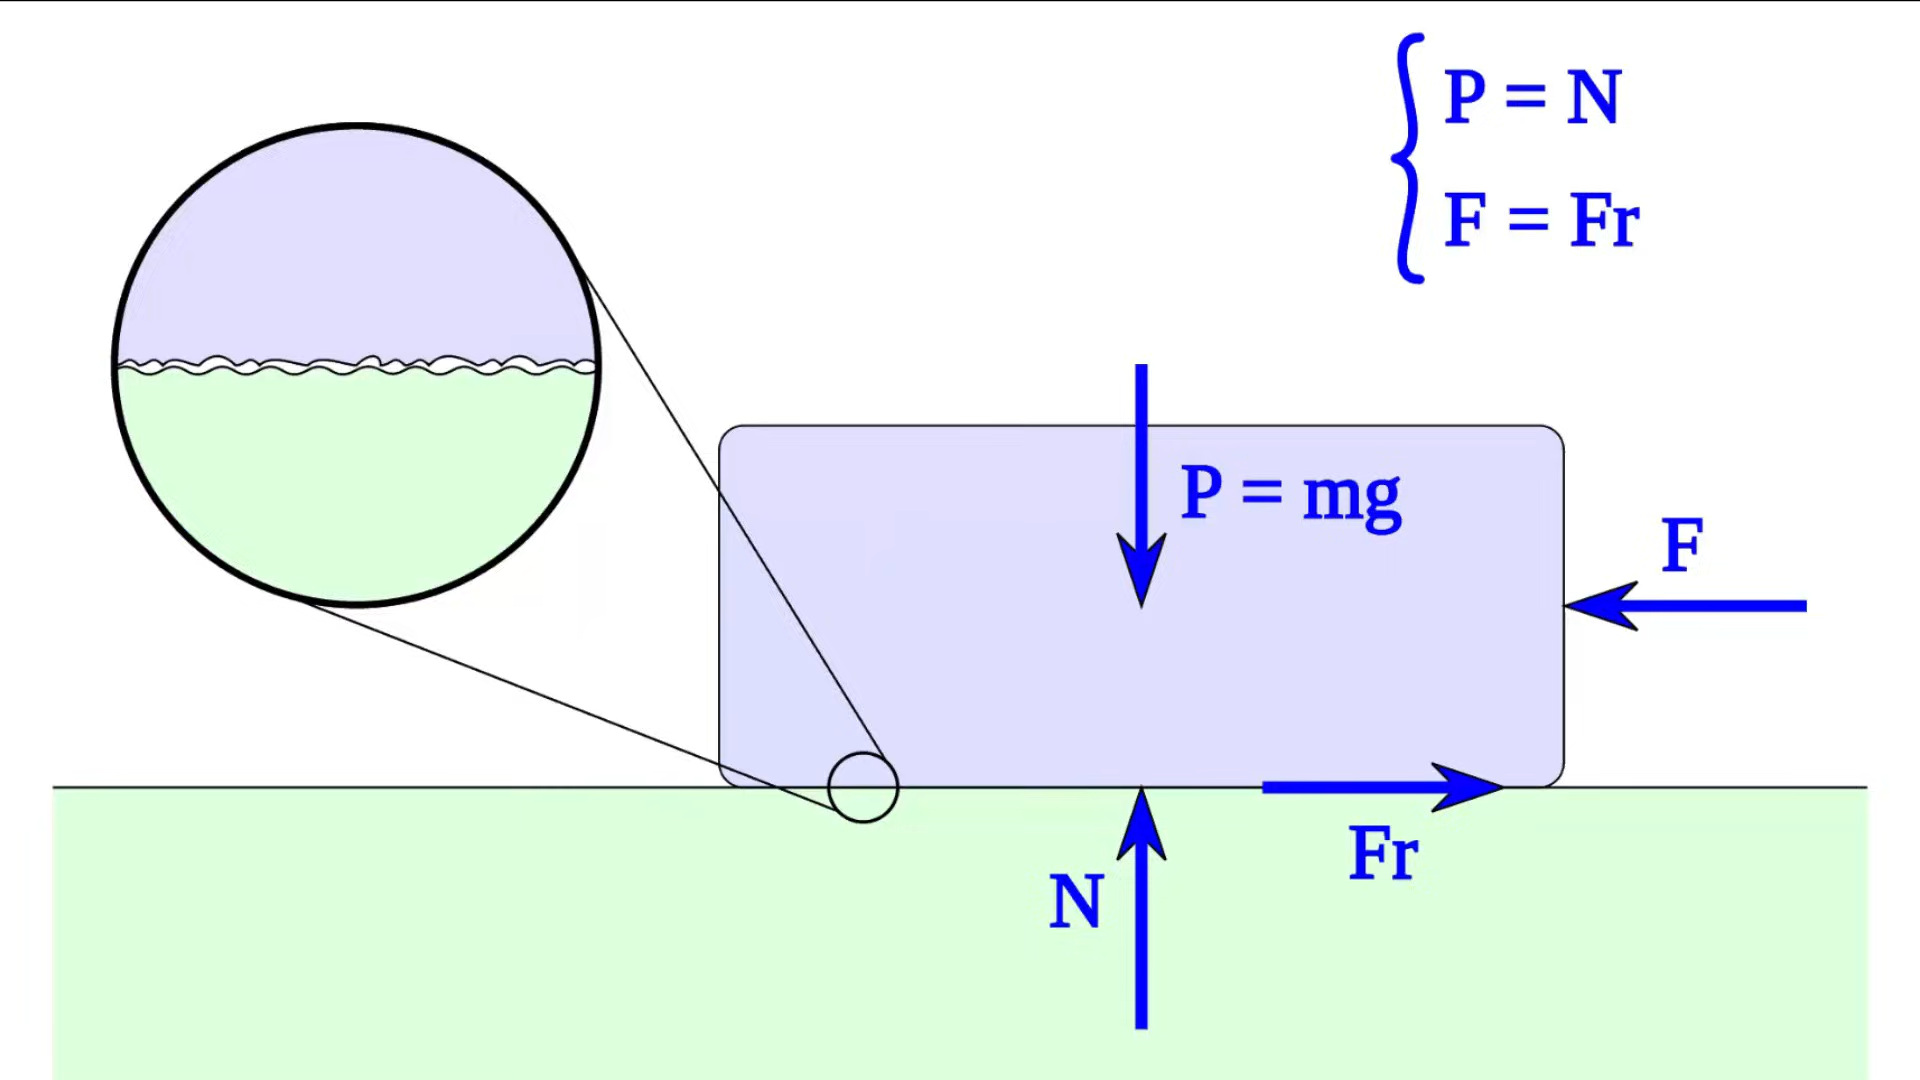 P = N
F = Fr
P = mg
F
Fr
N